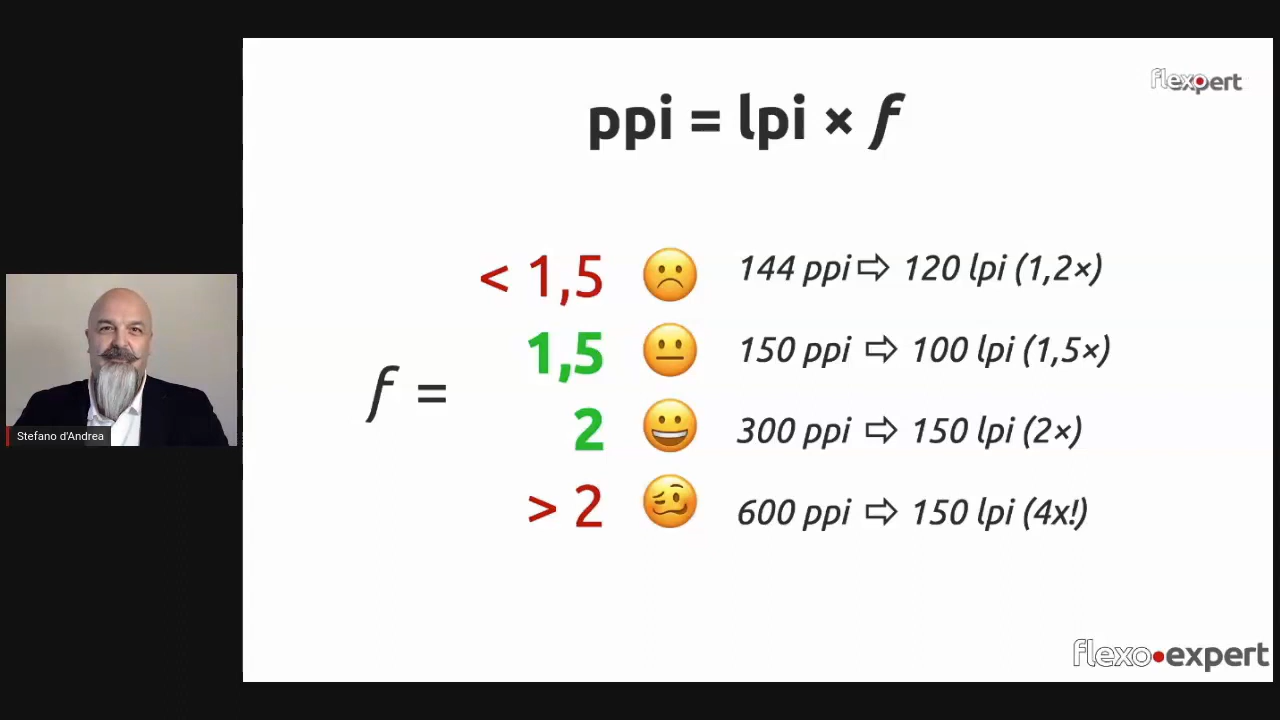 flexpert
ppi = lpi × f
< 1,5 144 ppi ⇨ 120 lpi (1,2×)
1,5 150 ppi ⇨ 100 lpi (1,5×)
f =
2 300 ppi ⇨ 150 lpi (2×)
> 2 600 ppi ⇨ 150 lpi (4x!)
Stefano d'Andrea
flexo•expert